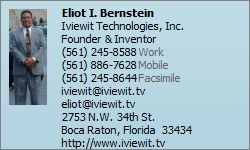 Eliot I. Bernstein
Iviewit Technologies, Inc.
Founder & Inventor
(561) 245-8588 Work
(561) 886-7628 Mobile
(561) 245-8644 Facsimile
iviewit@iviewit.tv
eliot@iviewit.tv
2753 N.W. 34th St.
Boca Raton, Florida  33434
http://www.iviewit.tv